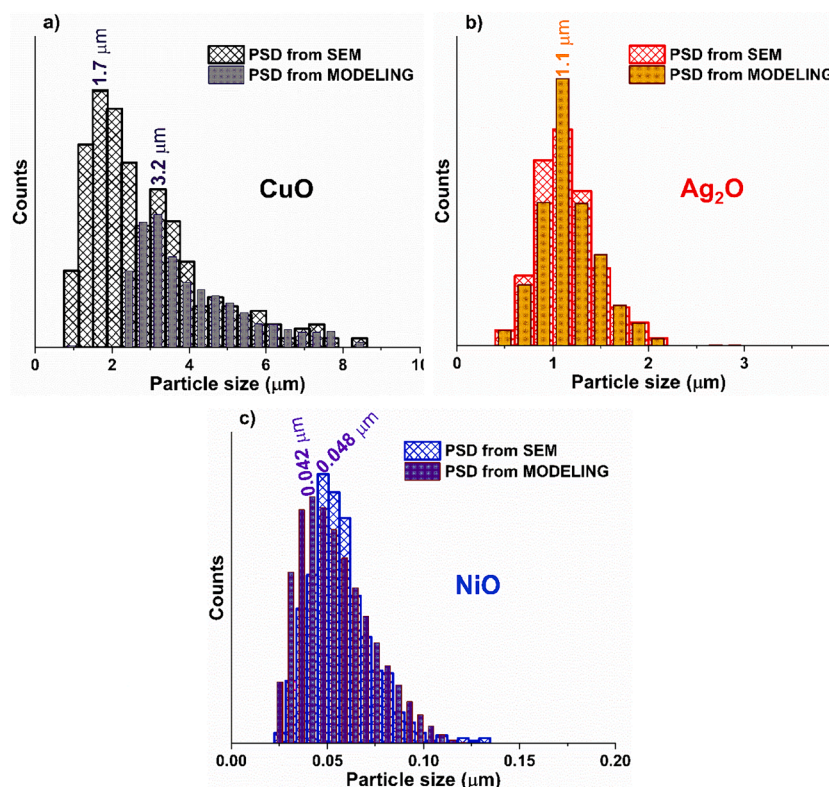 a)
PSD from SEM
PSD from MODELING
1.7 μm
3.2 μm
CuO
Counts
0 2 4 6 8 10
Particle size (μm)
b)
PSD from SEM
PSD from MODELING
1.1 μm
Ag₂O
Counts
0 1 2 3
Particle size (μm)
c)
PSD from SEM
PSD from MODELING
0.042 μm
0.048 μm
NiO
Counts
0.00 0.05 0.10 0.15 0.20
Particle size (μm)